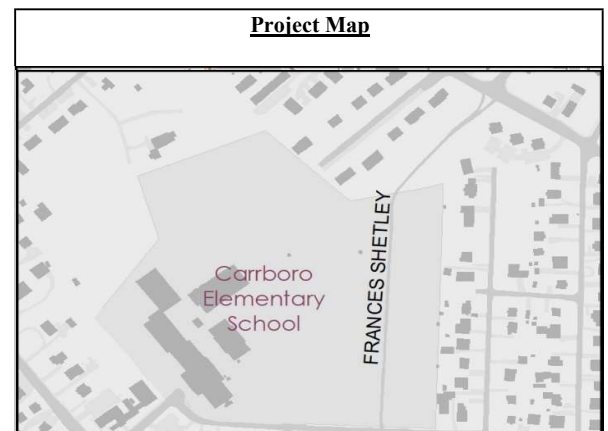 Project Map
Carrboro
Elementary
School
FRANCES SHETLEY